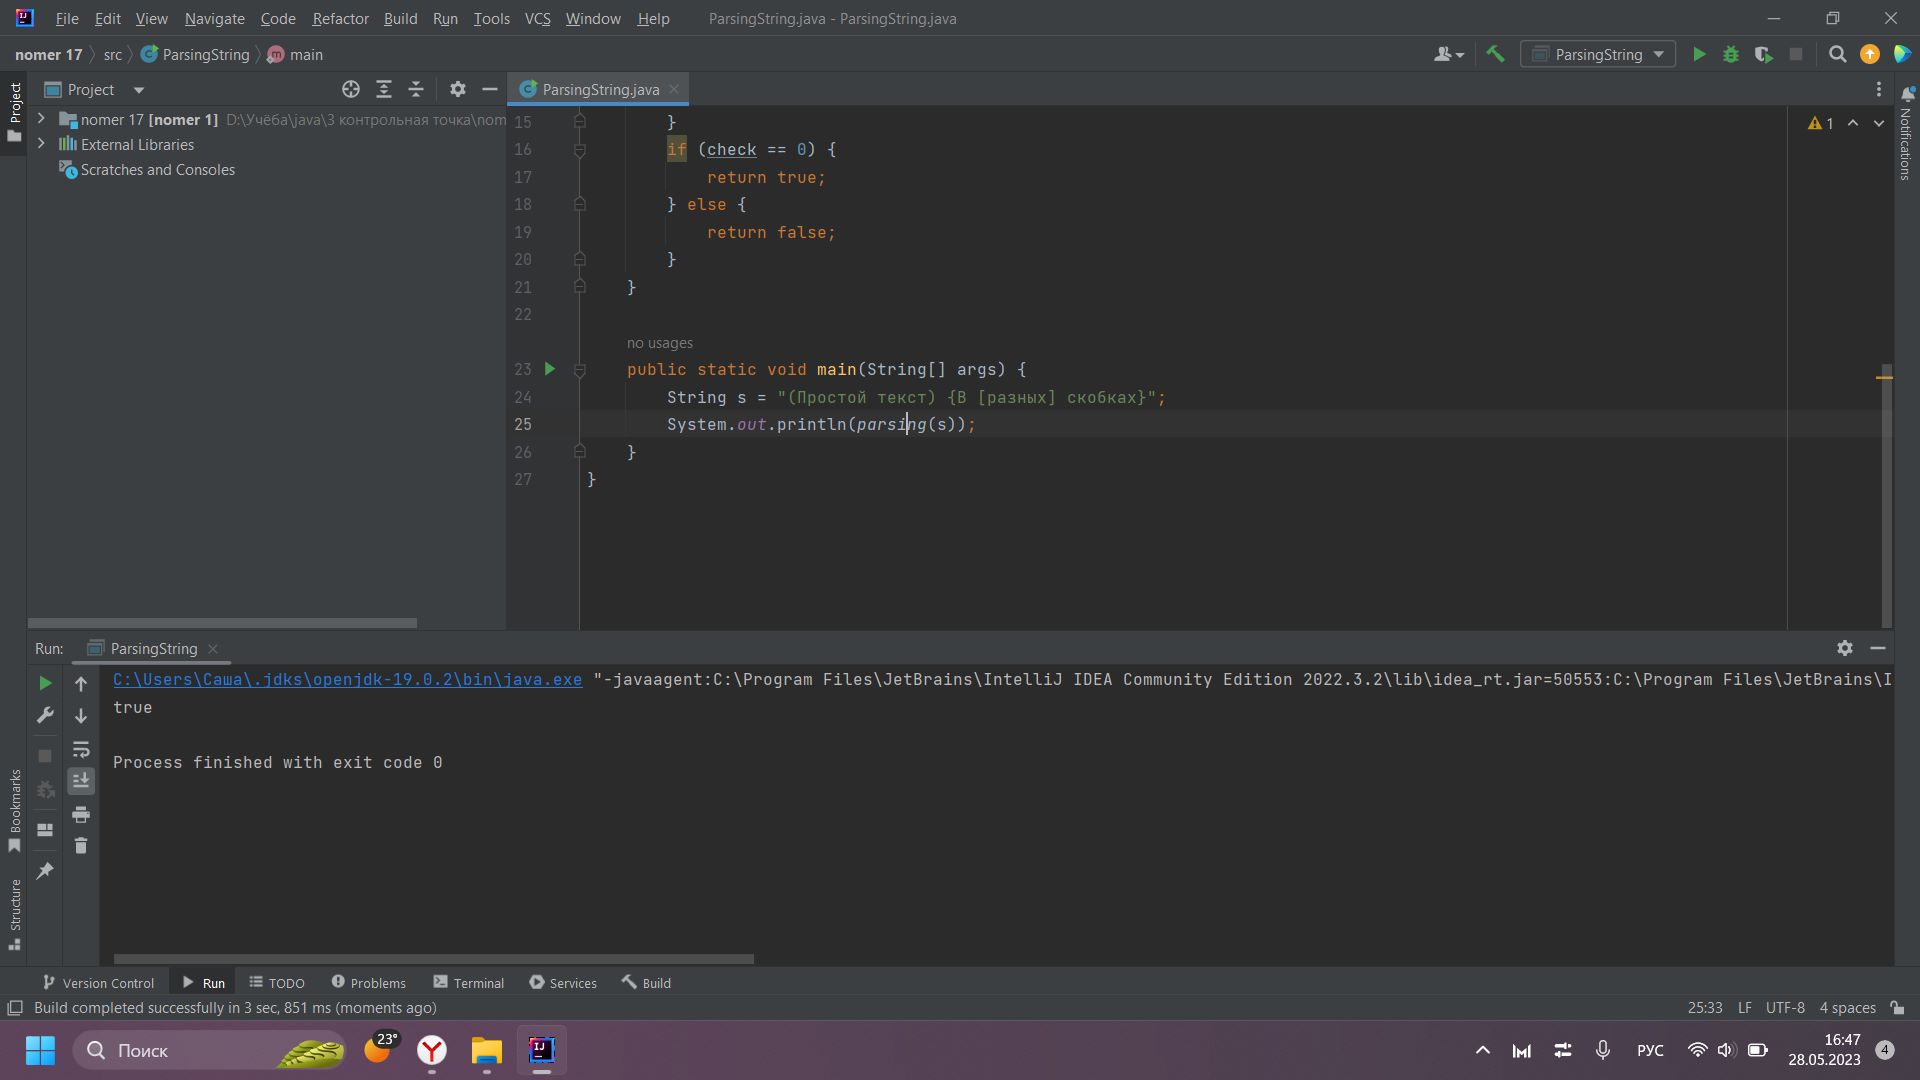 File Edit View Navigate Code Refactor Build Run Tools VCS Window Help ParsingString.java - ParsingString.java
nomer 17 src ParsingString main
ParsingString
Project
Project
ParsingString.java
nomer 17 [nomer 1] D:\Учёба\java\3 контрольная точка\nom
External Libraries
Scratches and Consoles
Notifications
1
15 }
16 if (check == 0) {
17 return true;
18 } else {
19 return false;
20 }
21 }
22
no usages
23 public static void main(String[] args) {
24 String s = "(Простой текст) {В [разных] скобках}";
25 System.out.println(parsing(s));
26 }
27 }
Run: ParsingString
C:\Users\Саша\.jdks\openjdk-19.0.2\bin\java.exe "-javaagent:C:\Program Files\JetBrains\IntelliJ IDEA Community Edition 2022.3.2\lib\idea_rt.jar=50553:C:\Program Files\JetBrains\I
true
Process finished with exit code 0
Bookmarks
Structure
Version Control Run TODO Problems Terminal Services Build
Build completed successfully in 3 sec, 851 ms (moments ago)
25:33 LF UTF-8 4 spaces
Поиск
23°
РУС
16:47
28.05.2023
4